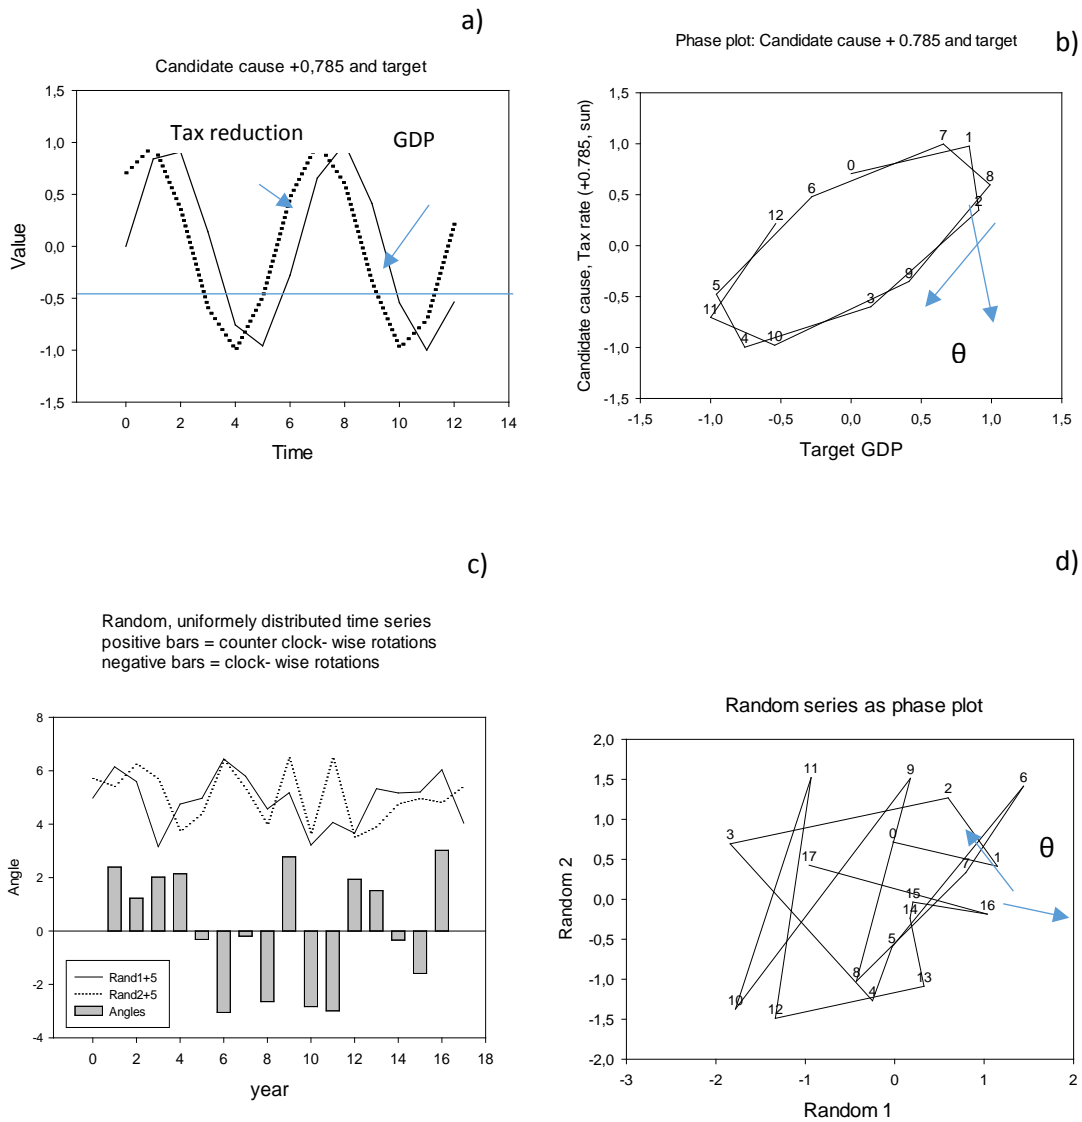 a)
Candidate cause +0,785 and target
Tax reduction
GDP
Value
1,5
1,0
0,5
0,0
-0,5
-1,0
-1,5
0 2 4 6 8 10 12 14
Time
b)
Phase plot: Candidate cause + 0.785 and target
Candidate cause, Tax rate (+0.785, sun)
1,5
1,0
0,5
0,0
-0,5
-1,0
-1,5
0
1
2
3
4
5
6
7
8
9
10
11
12
θ
-1,5 -1,0 -0,5 0,0 0,5 1,0 1,5
Target GDP
c)
Random, uniformely distributed time series
positive bars = counter clock- wise rotations
negative bars = clock- wise rotations
Angle
8
6
4
2
0
-2
-4
Rand1+5
Rand2+5
Angles
0 2 4 6 8 10 12 14 16 18
year
d)
Random series as phase plot
Random 2
2,0
1,5
1,0
0,5
0,0
-0,5
-1,0
-1,5
-2,0
0
1
2
3
4
5
6
7
8
9
10
11
12
13
14
15
16
17
θ
-3 -2 -1 0 1 2
Random 1